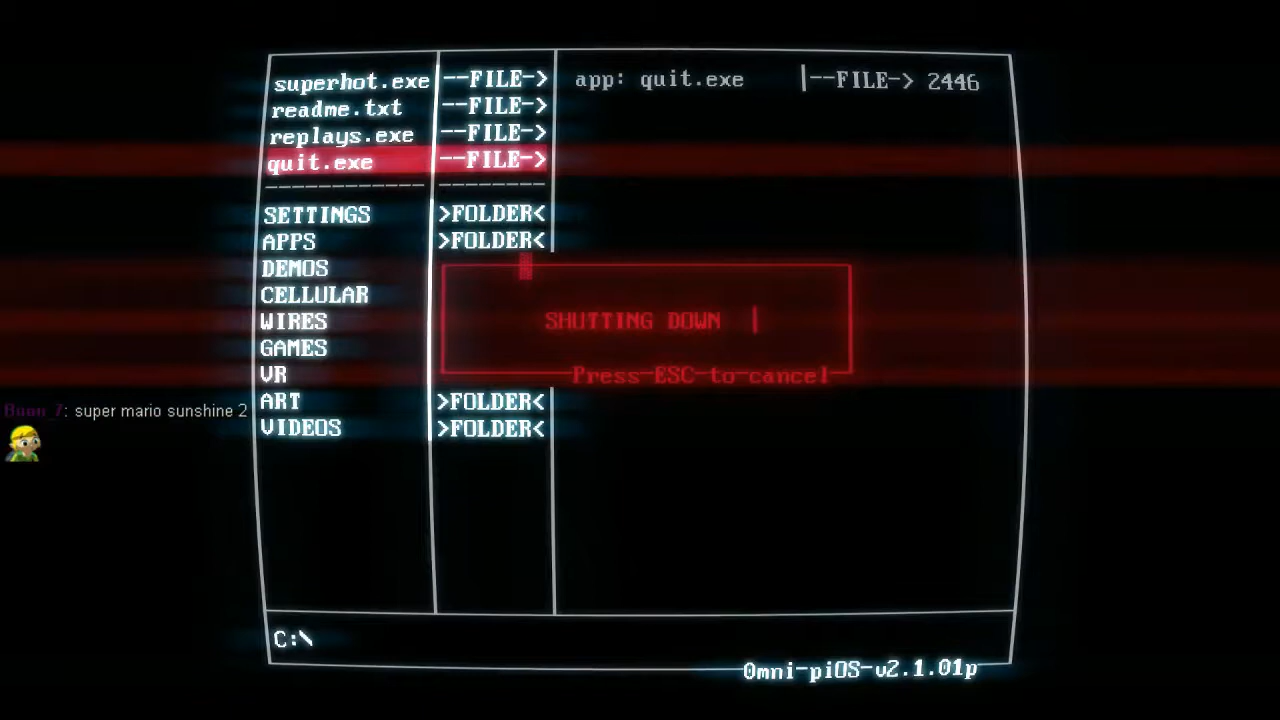 superhot.exe --FILE-> app: quit.exe |--FILE-> 2446
readme.txt --FILE->
replays.exe --FILE->
quit.exe --FILE->
------------ --------
SETTINGS >FOLDER<
APPS >FOLDER<
DEMOS
CELLULAR
WIRES SHUTTING DOWN |
GAMES
VR Press ESC to cancel
ART >FOLDER<
: super mario sunshine 2
VIDEOS >FOLDER<
C:\
0mni-piOS-v2.1.01p